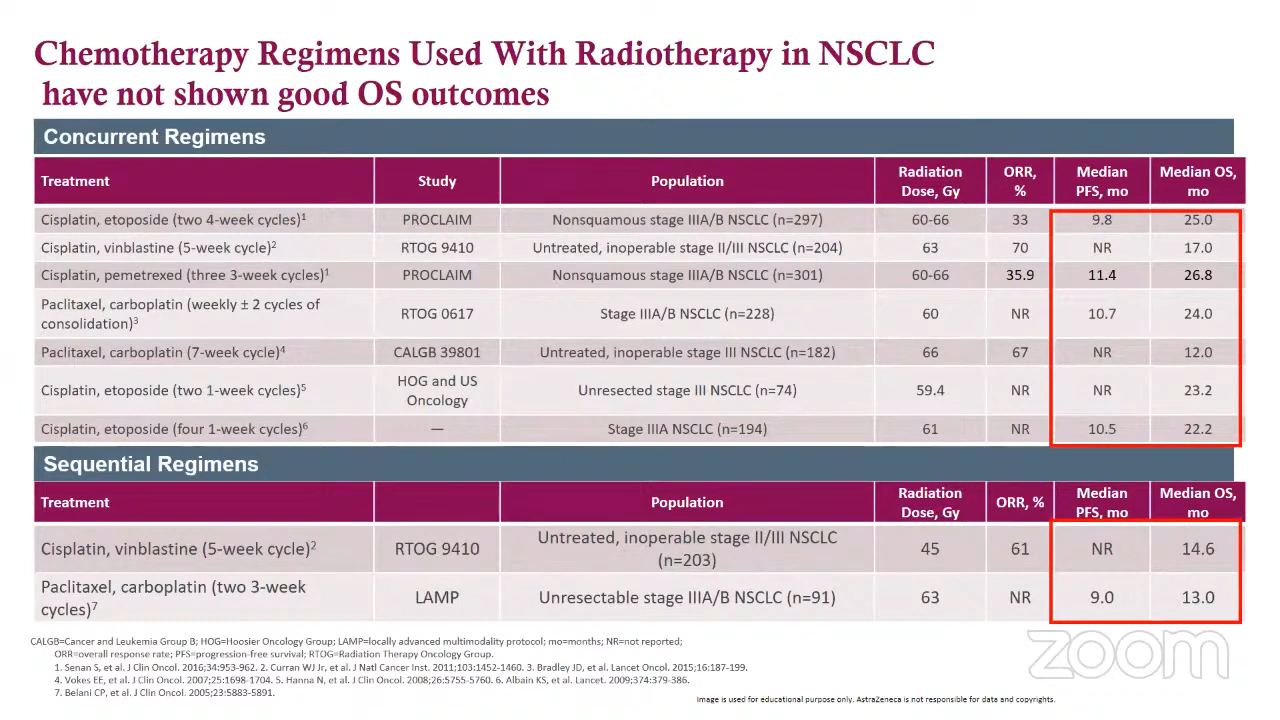 Chemotherapy Regimens Used With Radiotherapy in NSCLC
have not shown good OS outcomes
Concurrent Regimens
Treatment Study Population Radiation Dose, Gy ORR, % Median PFS, mo Median OS, mo
Cisplatin, etoposide (two 4-week cycles)¹ PROCLAIM Nonsquamous stage IIIA/B NSCLC (n=297) 60-66 33 9.8 25.0
Cisplatin, vinblastine (5-week cycle)² RTOG 9410 Untreated, inoperable stage II/III NSCLC (n=204) 63 70 NR 17.0
Cisplatin, pemetrexed (three 3-week cycles)¹ PROCLAIM Nonsquamous stage IIIA/B NSCLC (n=301) 60-66 35.9 11.4 26.8
Paclitaxel, carboplatin (weekly ± 2 cycles of consolidation)³ RTOG 0617 Stage IIIA/B NSCLC (n=228) 60 NR 10.7 24.0
Paclitaxel, carboplatin (7-week cycle)⁴ CALGB 39801 Untreated, inoperable stage III NSCLC (n=182) 66 67 NR 12.0
Cisplatin, etoposide (two 1-week cycles)⁵ HOG and US Oncology Unresected stage III NSCLC (n=74) 59.4 NR NR 23.2
Cisplatin, etoposide (four 1-week cycles)⁶ — Stage IIIA NSCLC (n=194) 61 NR 10.5 22.2
Sequential Regimens
Treatment Population Radiation Dose, Gy ORR, % Median PFS, mo Median OS, mo
Cisplatin, vinblastine (5-week cycle)² RTOG 9410 Untreated, inoperable stage II/III NSCLC (n=203) 45 61 NR 14.6
Paclitaxel, carboplatin (two 3-week cycles)⁷ LAMP Unresectable stage IIIA/B NSCLC (n=91) 63 NR 9.0 13.0
CALGB=Cancer and Leukemia Group B; HOG=Hoosier Oncology Group; LAMP=locally advanced multimodality protocol; mo=months; NR=not reported;
ORR=overall response rate; PFS=progression-free survival; RTOG=Radiation Therapy Oncology Group.
1. Senan S, et al. J Clin Oncol. 2016;34:953-962. 2. Curran WJ Jr, et al. J Natl Cancer Inst. 2011;103:1452-1460. 3. Bradley JD, et al. Lancet Oncol. 2015;16:187-199.
4. Vokes EE, et al. J Clin Oncol. 2007;25:1698-1704. 5. Hanna N, et al. J Clin Oncol. 2008;26:5755-5760. 6. Albain KS, et al. Lancet. 2009;374:379-386.
7. Belani CP, et al. J Clin Oncol. 2005;23:5883-5891.
Image is used for educational purpose only. AstraZeneca is not responsible for data and copyrights.
zoom